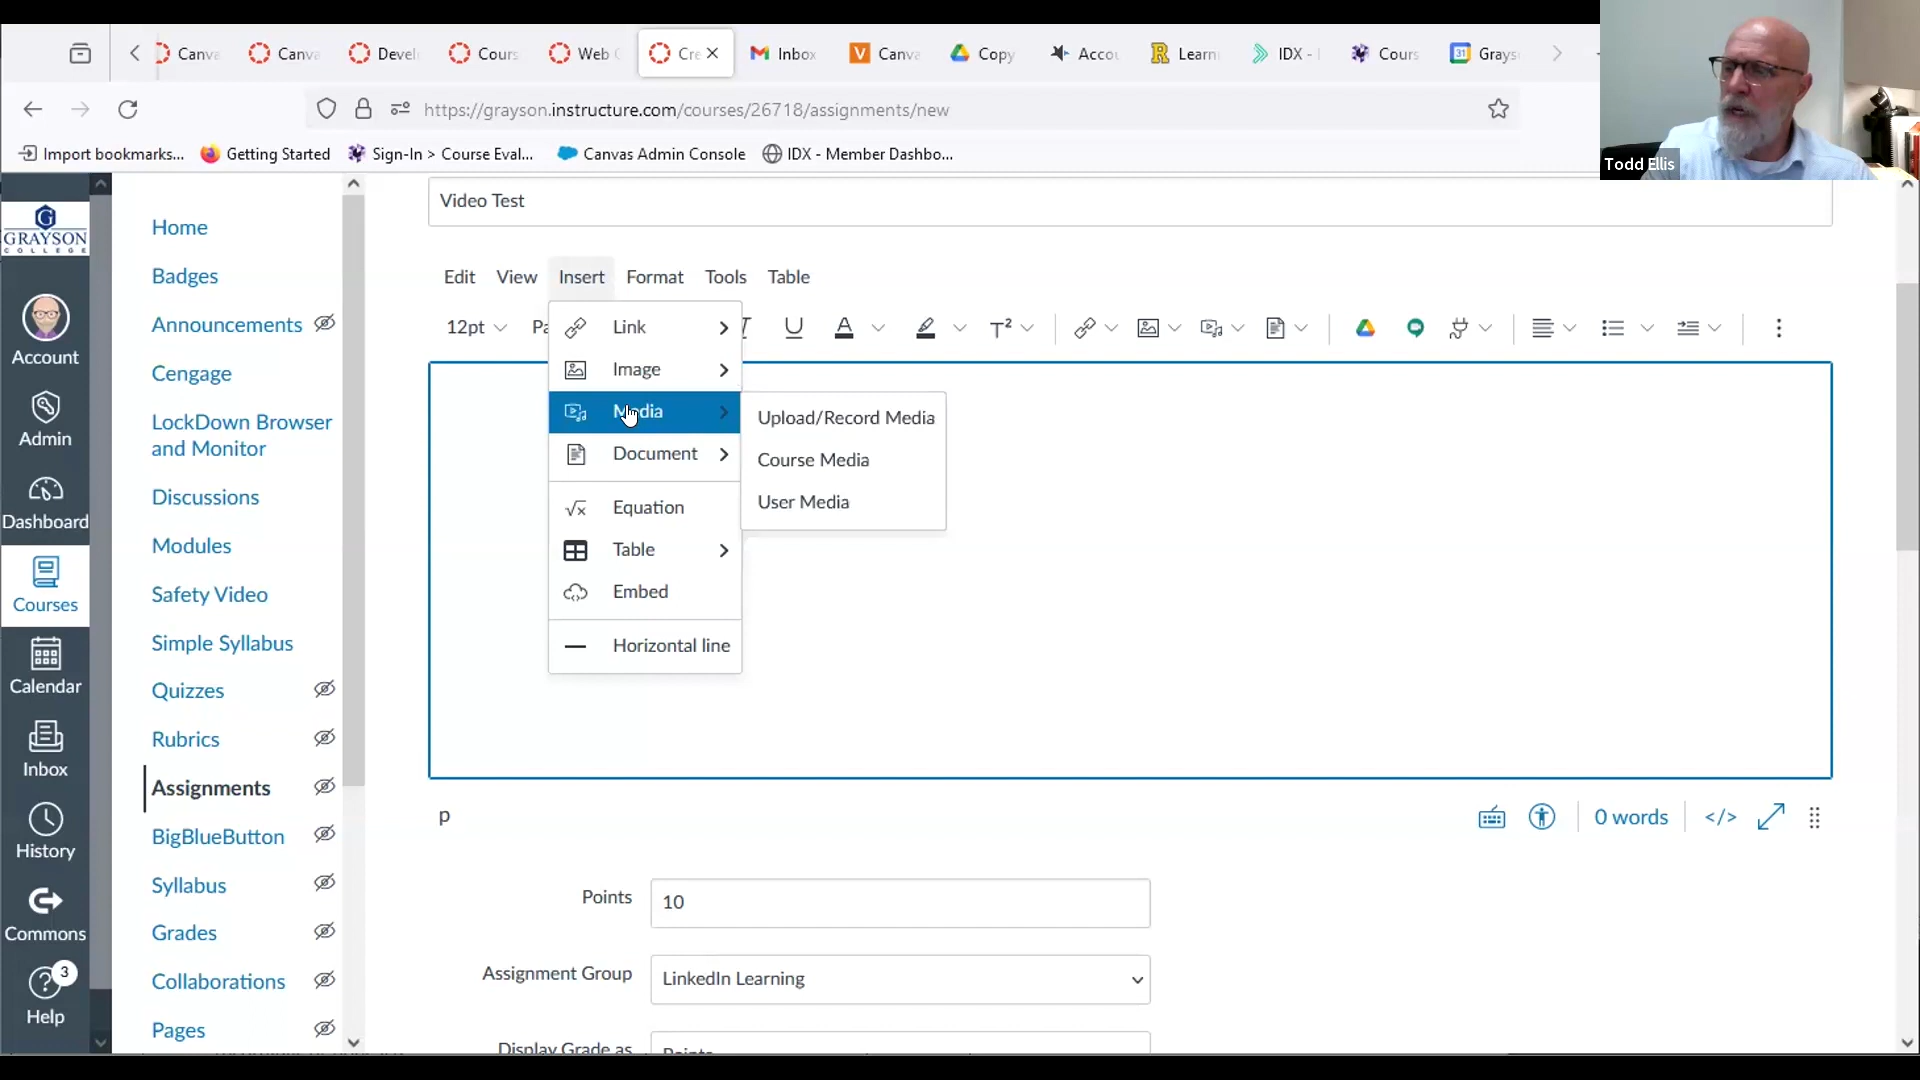 Canva
Canva
Devel
Cours
Web
Cre
Inbox
Canva
Copy
Accou
Learn
IDX -
Cours
31
Grays
https://grayson.instructure.com/courses/26718/assignments/new
Import bookmarks...
Getting Started
Sign-In > Course Eval...
Canvas Admin Console
IDX - Member Dashbo...
Todd Ellis
GRAYSON
COLLEGE
Account
Admin
Dashboard
Courses
Calendar
Inbox
History
Commons
3
Help
Home
Badges
Announcements
Cengage
LockDown Browser
and Monitor
Discussions
Modules
Safety Video
Simple Syllabus
Quizzes
Rubrics
Assignments
BigBlueButton
Syllabus
Grades
Collaborations
Pages
Video Test
Edit View Insert Format Tools Table
12pt Pa
Link
Image
Media
Document
Equation
Table
Embed
Horizontal line
Upload/Record Media
Course Media
User Media
p
0 words </>
Points 10
Assignment Group LinkedIn Learning
Display Grade as Points